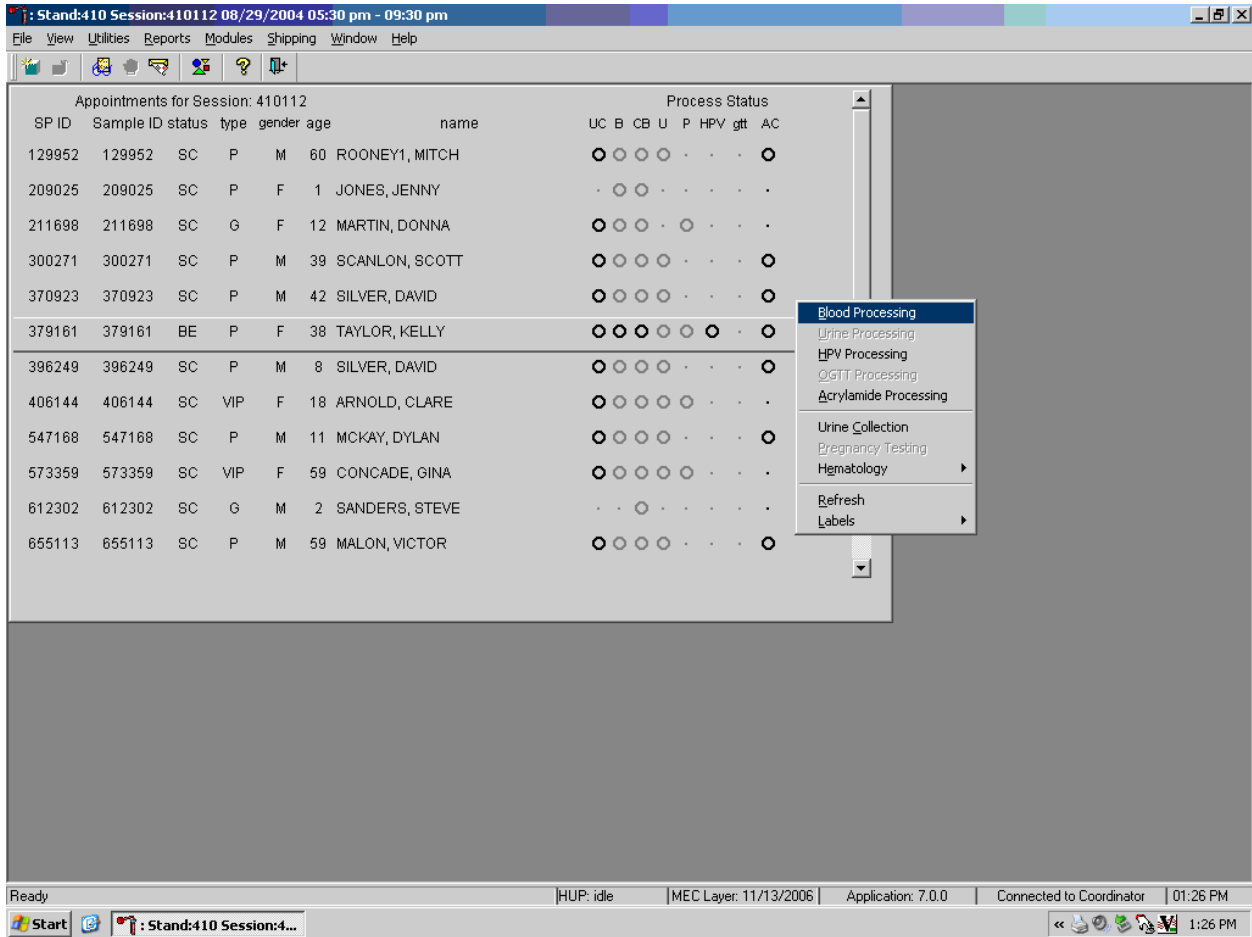 : Stand:410 Session:410112 08/29/2004 05:30 pm - 09:30 pm
File View Utilities Reports Modules Shipping Window Help
Appointments for Session: 410112 Process Status
SP ID Sample ID status type gender age name UC B CB U P HPV gtt AC
129952 129952 SC P M 60 ROONEY1, MITCH
209025 209025 SC P F 1 JONES, JENNY
211698 211698 SC G F 12 MARTIN, DONNA
300271 300271 SC P M 39 SCANLON, SCOTT
370923 370923 SC P M 42 SILVER, DAVID
379161 379161 BE P F 38 TAYLOR, KELLY
396249 396249 SC P M 8 SILVER, DAVID
406144 406144 SC VIP F 18 ARNOLD, CLARE
547168 547168 SC P M 11 MCKAY, DYLAN
573359 573359 SC VIP F 59 CONCADE, GINA
612302 612302 SC G M 2 SANDERS, STEVE
655113 655113 SC P M 59 MALON, VICTOR
Blood Processing
Urine Processing
HPV Processing
OGTT Processing
Acrylamide Processing
Urine Collection
Pregnancy Testing
Hematology
Refresh
Labels
Ready HUP: idle MEC Layer: 11/13/2006 Application: 7.0.0 Connected to Coordinator 01:26 PM
Start : Stand:410 Session:4... « 1:26 PM